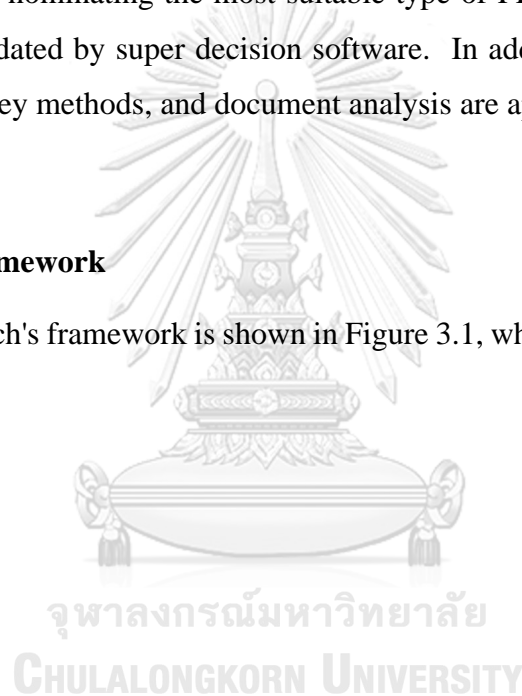 nominating the most suitable type of
dated by super decision software. In
ey methods, and document analysis are
mework
ch's framework is shown in Figure 3.1,
จุฬาลงกรณ์มหาวิทยาลัย
CHULALONGKORN UNIVERSITY